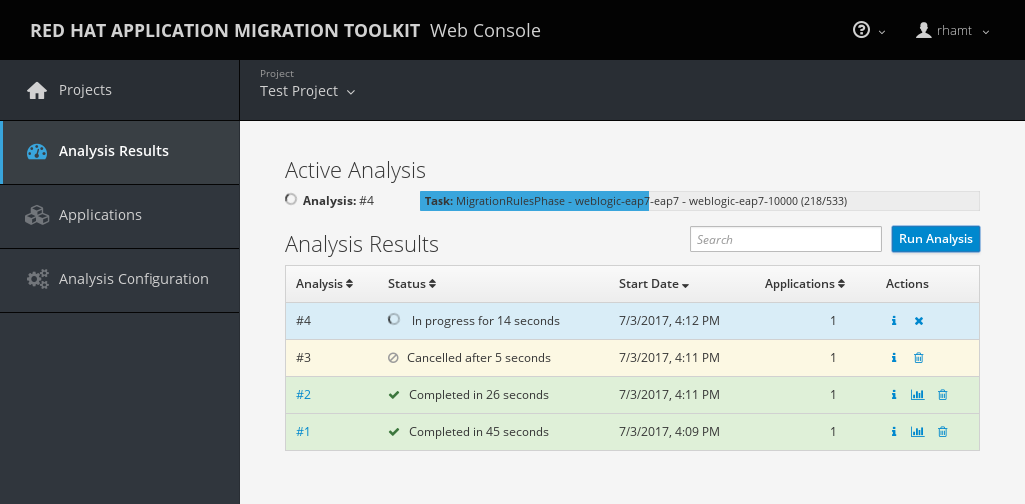 RED HAT APPLICATION MIGRATION TOOLKIT Web Console
rhamt
Projects
Project
Test Project
Analysis Results
Applications
Analysis Configuration
Active Analysis
Analysis: #4 Task: MigrationRulesPhase - weblogic-eap7-eap7 - weblogic-eap7-10000 (218/533)
Analysis Results Search Run Analysis
Analysis Status Start Date Applications Actions
#4 In progress for 14 seconds 7/3/2017, 4:12 PM 1
#3 Cancelled after 5 seconds 7/3/2017, 4:11 PM 1
#2 Completed in 26 seconds 7/3/2017, 4:11 PM 1
#1 Completed in 45 seconds 7/3/2017, 4:09 PM 1